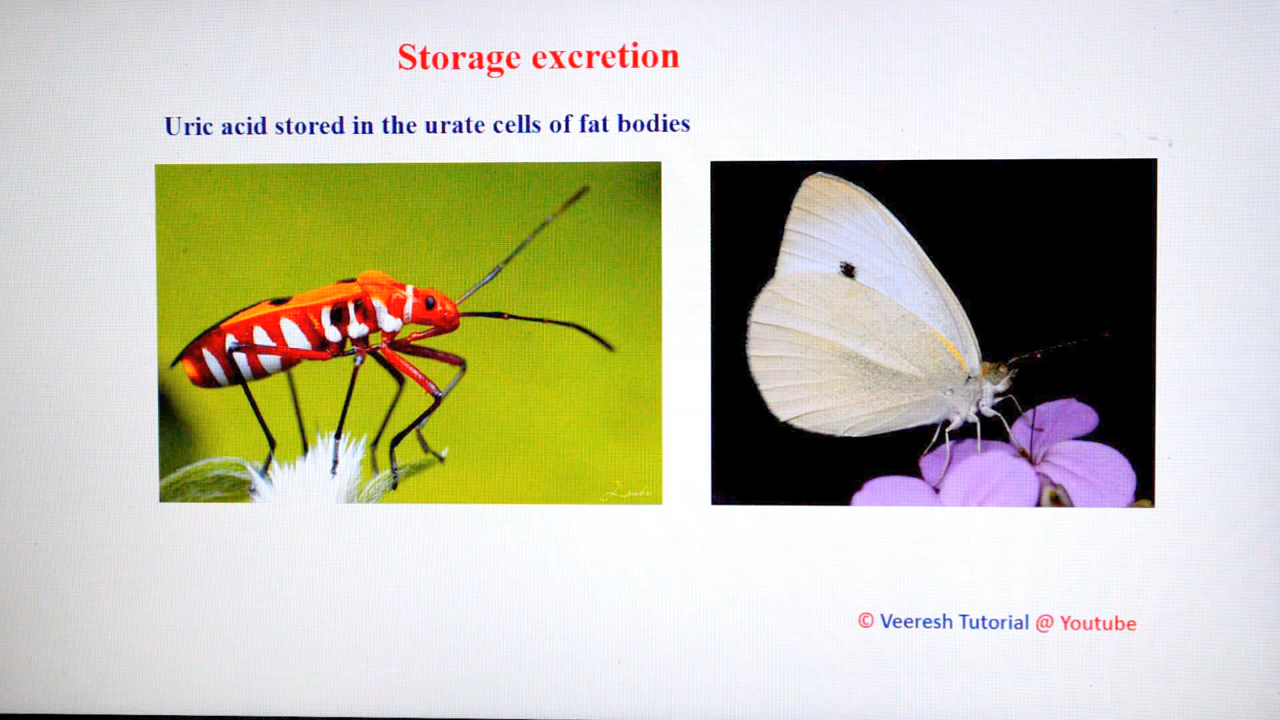 Storage excretion
Uric acid stored in the urate cells of fat bodies
© Veeresh Tutorial @ Youtube